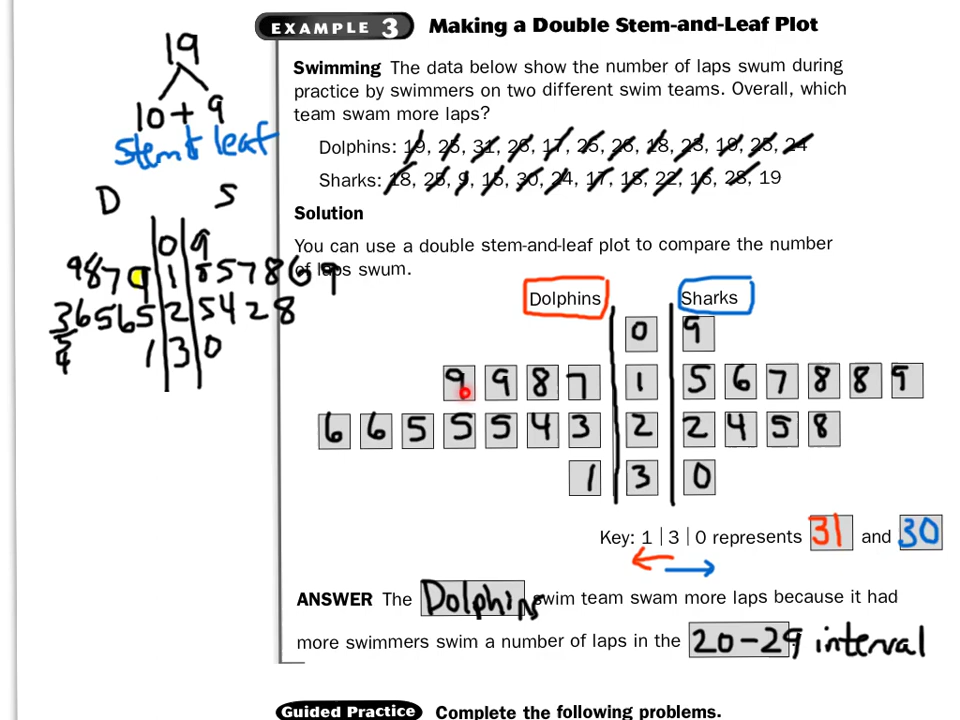 EXAMPLE 3 Making a Double Stem-and-Leaf Plot
19
10 + 9
stem & leaf
Swimming The data below show the number of laps swum during
practice by swimmers on two different swim teams. Overall, which
team swam more laps?
Dolphins: 19, 25, 31, 26, 17, 25, 26, 18, 23, 19, 25, 24
Sharks: 18, 25, 9, 15, 30, 24, 17, 18, 22, 16, 28, 19
Solution
You can use a double stem-and-leaf plot to compare the number
of laps swum.
D S
0 9
9 8 7 9 1 8 5 7 8 6 9
3 6 5 6 5 2 5 4 2 8
5
4 1 3 0
Dolphins Sharks
0 9
9 9 8 7 1 5 6 7 8 8 9
6 6 5 5 5 4 3 2 2 4 5 8
1 3 0
Key: 1 | 3 | 0 represents 31 and 30
ANSWER The Dolphins swim team swam more laps because it had
more swimmers swim a number of laps in the 20-29 interval
Guided Practice Complete the following problems.